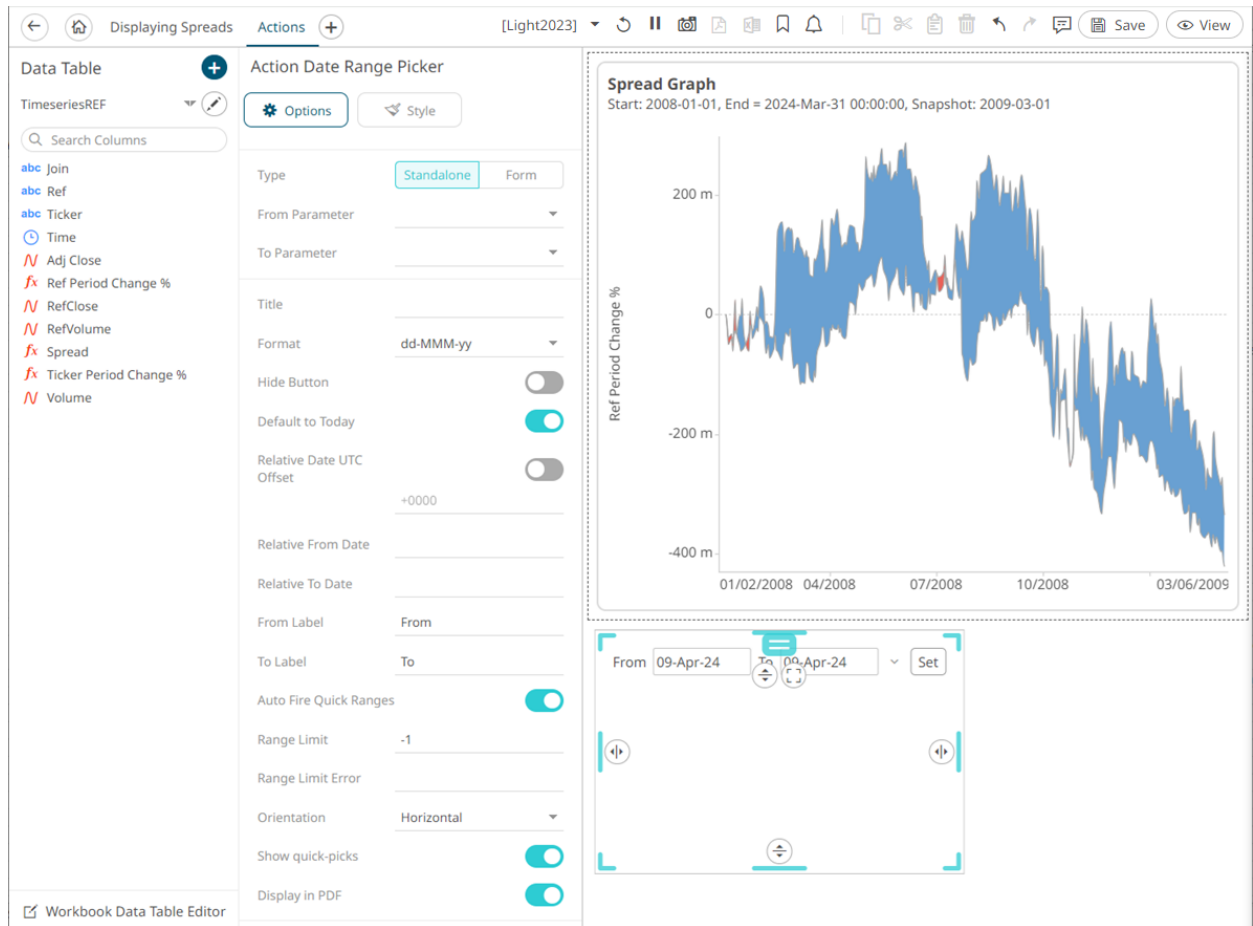 Displaying Spreads
Actions
[Light2023]
Save
View
Data Table
TimeseriesREF
Search Columns
abc Join
abc Ref
abc Ticker
Time
Adj Close
fx Ref Period Change %
RefClose
RefVolume
fx Spread
fx Ticker Period Change %
Volume
Workbook Data Table Editor
Action Date Range Picker
Options
Style
Type Standalone Form
From Parameter
To Parameter
Title
Format dd-MMM-yy
Hide Button
Default to Today
Relative Date UTC
Offset
+0000
Relative From Date
Relative To Date
From Label From
To Label To
Auto Fire Quick Ranges
Range Limit -1
Range Limit Error
Orientation Horizontal
Show quick-picks
Display in PDF
Spread Graph
Start: 2008-01-01, End = 2024-Mar-31 00:00:00, Snapshot: 2009-03-01
Ref Period Change %
200 m
0
-200 m
-400 m
01/02/2008 04/2008 07/2008 10/2008 03/06/2009
From 09-Apr-24 To 09-Apr-24 Set